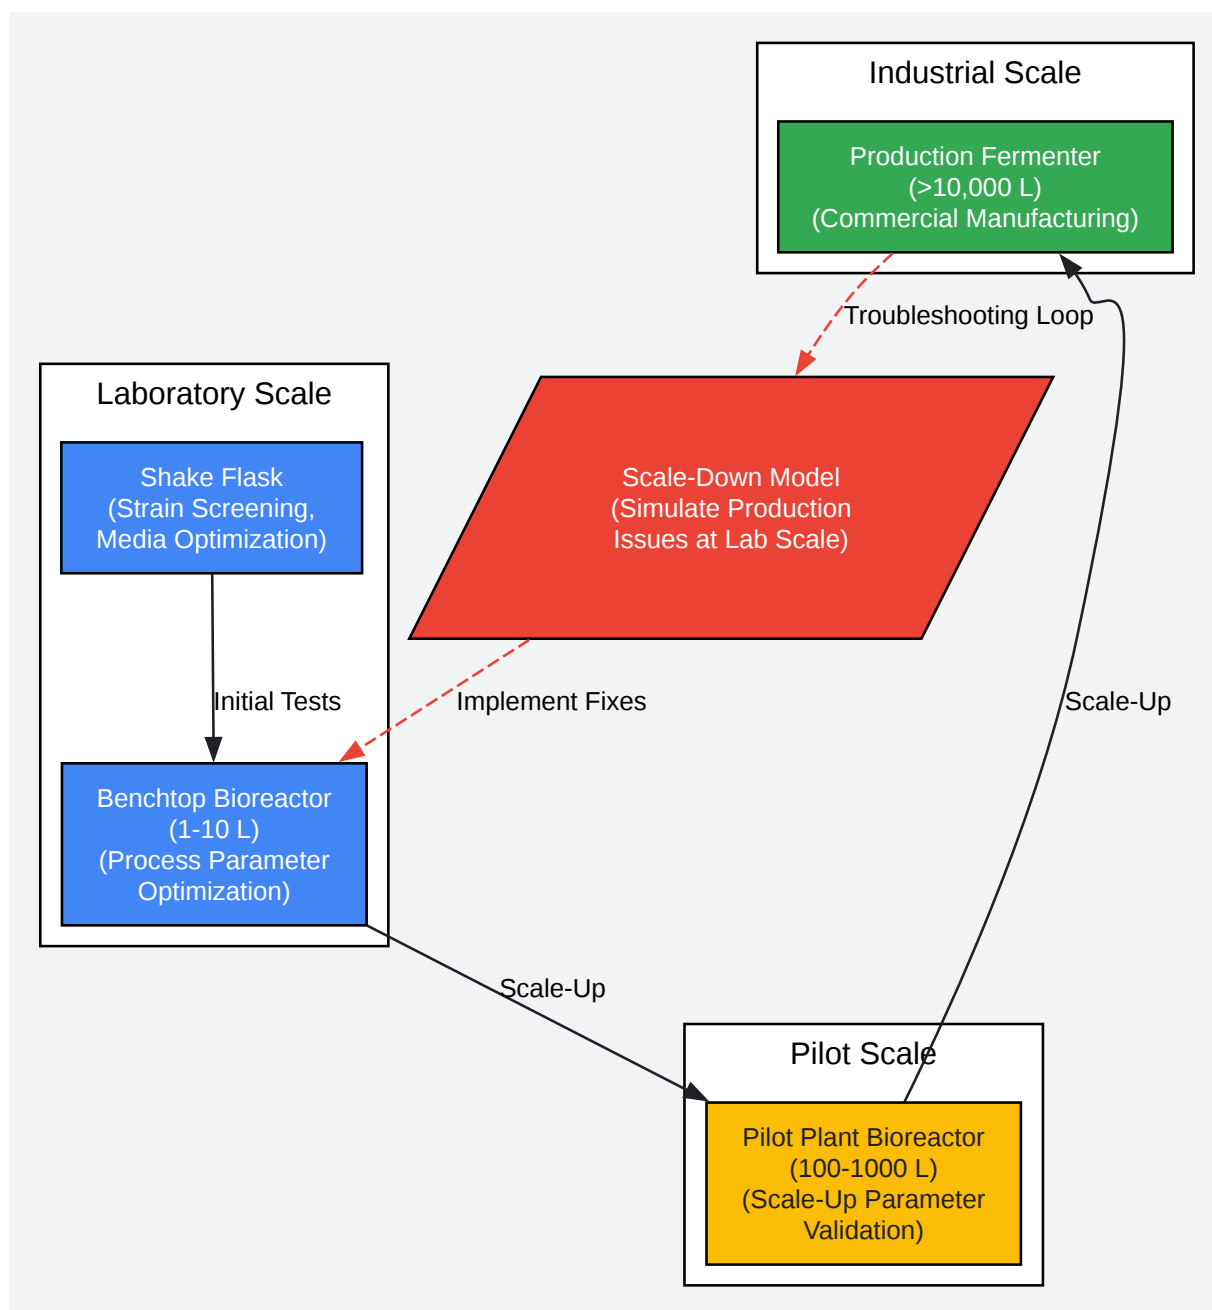 Industrial Scale
Production Fermenter
(>10,000 L)
(Commercial Manufacturing)
Troubleshooting Loop
Laboratory Scale
Shake Flask
(Strain Screening,
Media Optimization)
Scale-Down Model
(Simulate Production
Issues at Lab Scale)
Initial Tests
Implement Fixes
Scale-Up
Benchtop Bioreactor
(1-10 L)
(Process Parameter
Optimization)
Scale-Up
Pilot Scale
Pilot Plant Bioreactor
(100-1000 L)
(Scale-Up Parameter
Validation)